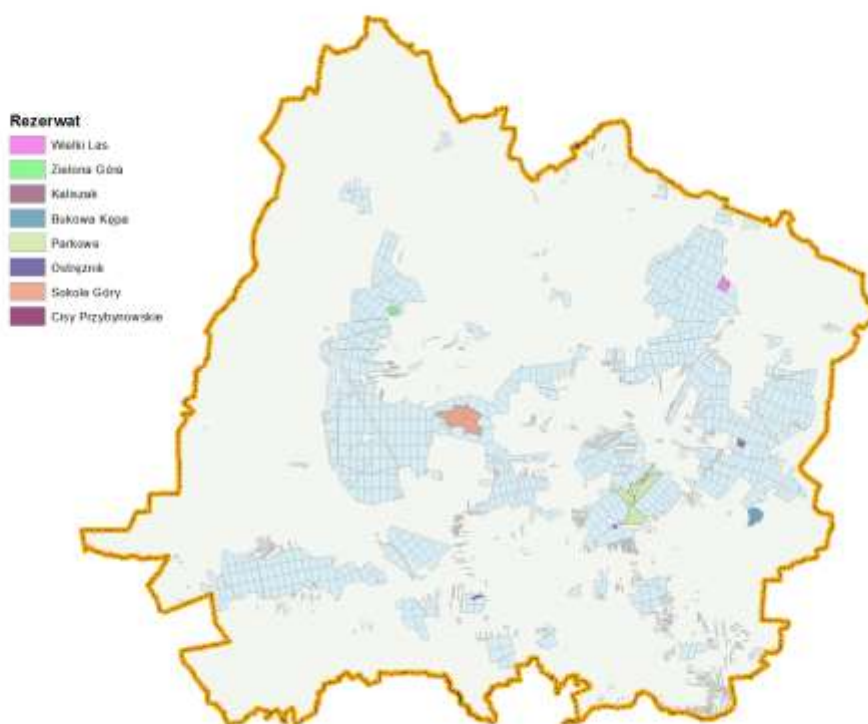 Rezerwat
Wielki Las
Zielona Góra
Kaliszak
Bukowa Kępa
Parkowe
Ostrężnik
Sokole Góry
Cisy Przybynowskie